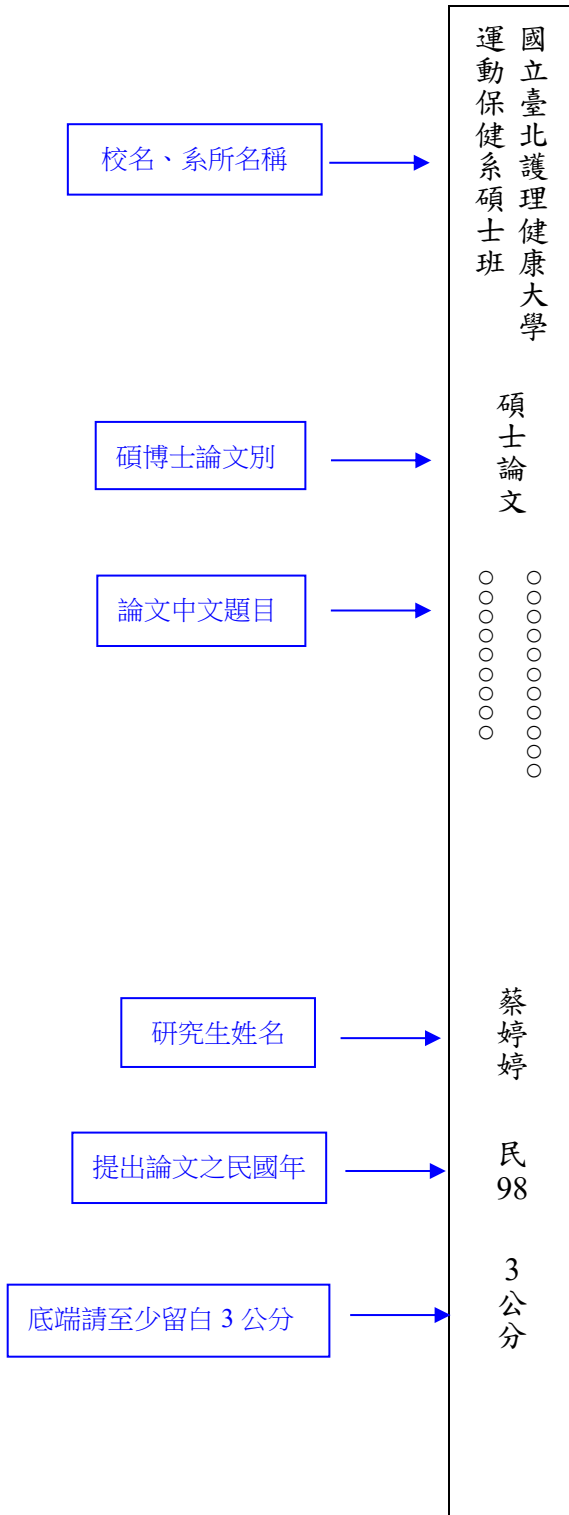 校名、系所名稱
國立臺北護理健康大學
運動保健系碩士班
碩博士論文別
碩士論文
論文中文題目
○○○○○○○○○○○
○○○○○○○○○
研究生姓名
蔡婷婷
提出論文之民國年
民98
底端請至少留白 3 公分
3公分